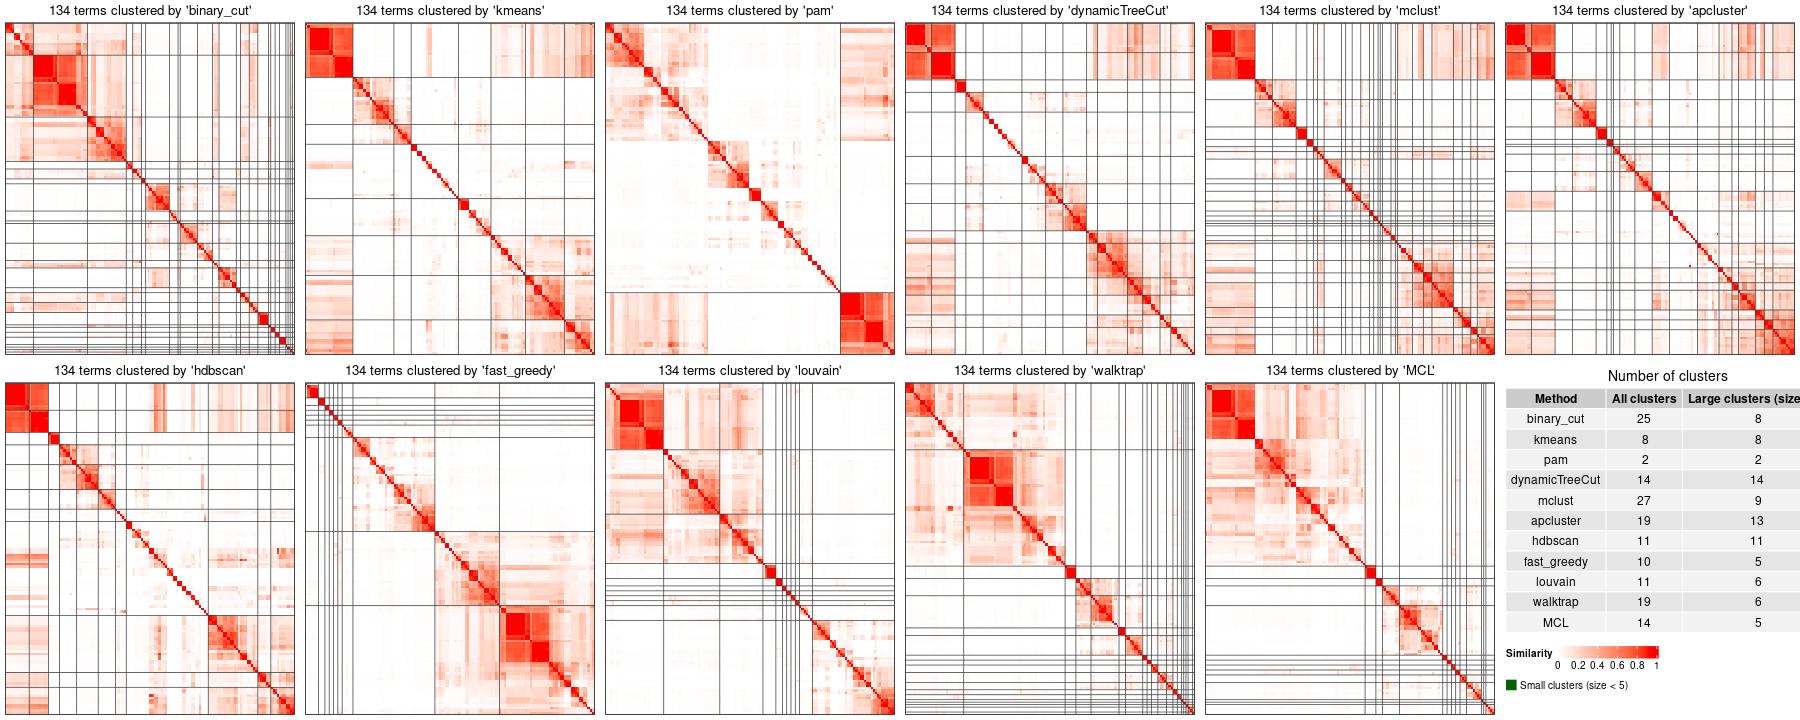 134 terms clustered by 'binary_cut'
134 terms clustered by 'kmeans'
134 terms clustered by 'pam'
134 terms clustered by 'dynamicTreeCut'
134 terms clustered by 'mclust'
134 terms clustered by 'apcluster'
134 terms clustered by 'hdbscan'
134 terms clustered by 'fast_greedy'
134 terms clustered by 'louvain'
134 terms clustered by 'walktrap'
134 terms clustered by 'MCL'
Number of clusters
Method All clusters Large clusters (size
binary_cut 25 8
kmeans 8 8
pam 2 2
dynamicTreeCut 14 14
mclust 27 9
apcluster 19 13
hdbscan 11 11
fast_greedy 10 5
louvain 11 6
walktrap 19 6
MCL 14 5
Similarity
0 0.2 0.4 0.6 0.8 1
Small clusters (size < 5)